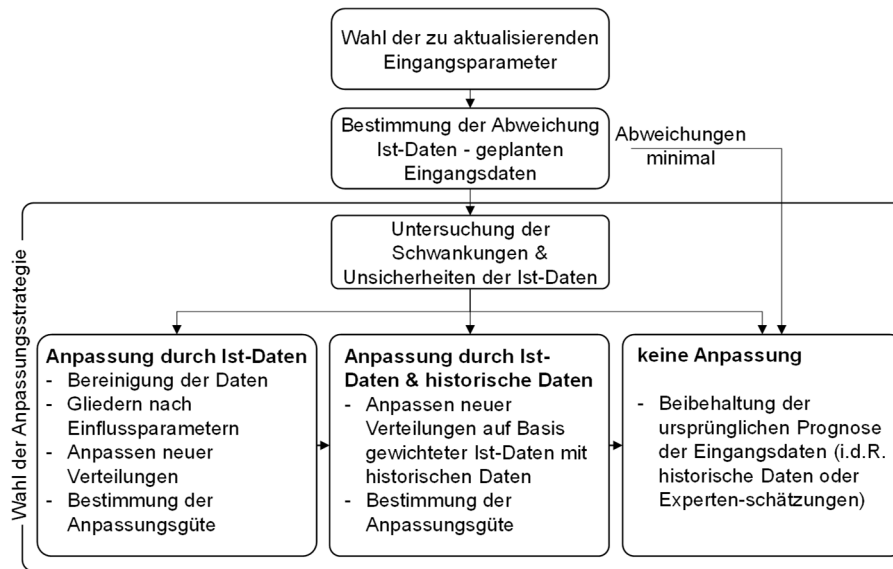 Wahl der zu aktualisierenden
Eingangsparameter
Bestimmung der Abweichung
Ist-Daten - geplanten
Eingangsdaten
Abweichungen
minimal
Wahl der Anpassungsstrategie
Untersuchung der
Schwankungen &
Unsicherheiten der Ist-Daten
Anpassung durch Ist-Daten
- Bereinigung der Daten
- Gliedern nach
Einflussparametern
- Anpassen neuer
Verteilungen
- Bestimmung der
Anpassungsgüte
Anpassung durch Ist-
Daten & historische Daten
- Anpassen neuer
Verteilungen auf Basis
gewichteter Ist-Daten mit
historischen Daten
- Bestimmung der
Anpassungsgüte
keine Anpassung
- Beibehaltung der
ursprünglichen Prognose
der Eingangsdaten (i.d.R.
historische Daten oder
Experten-schätzungen)